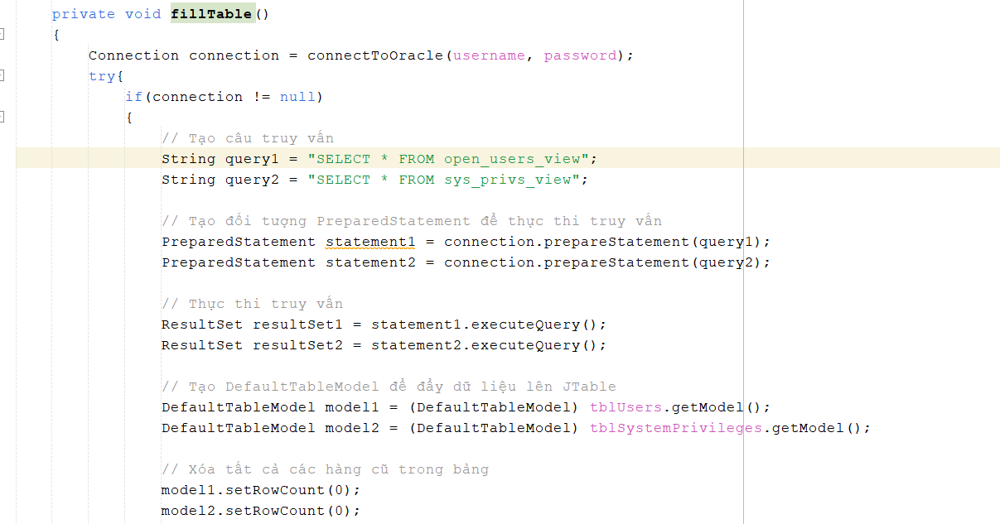 private void fillTable()
{
Connection connection = connectToOracle(username, password);
try{
if(connection != null)
{
// Tạo câu truy vấn
String query1 = "SELECT * FROM open_users_view";
String query2 = "SELECT * FROM sys_privs_view";
// Tạo đối tượng PreparedStatement để thực thi truy vấn
PreparedStatement statement1 = connection.prepareStatement(query1);
PreparedStatement statement2 = connection.prepareStatement(query2);
// Thực thi truy vấn
ResultSet resultSet1 = statement1.executeQuery();
ResultSet resultSet2 = statement2.executeQuery();
// Tạo DefaultTableModel để đẩy dữ liệu lên JTable
DefaultTableModel model1 = (DefaultTableModel) tblUsers.getModel();
DefaultTableModel model2 = (DefaultTableModel) tblSystemPrivileges.getModel();
// Xóa tất cả các hàng cũ trong bảng
model1.setRowCount(0);
model2.setRowCount(0);